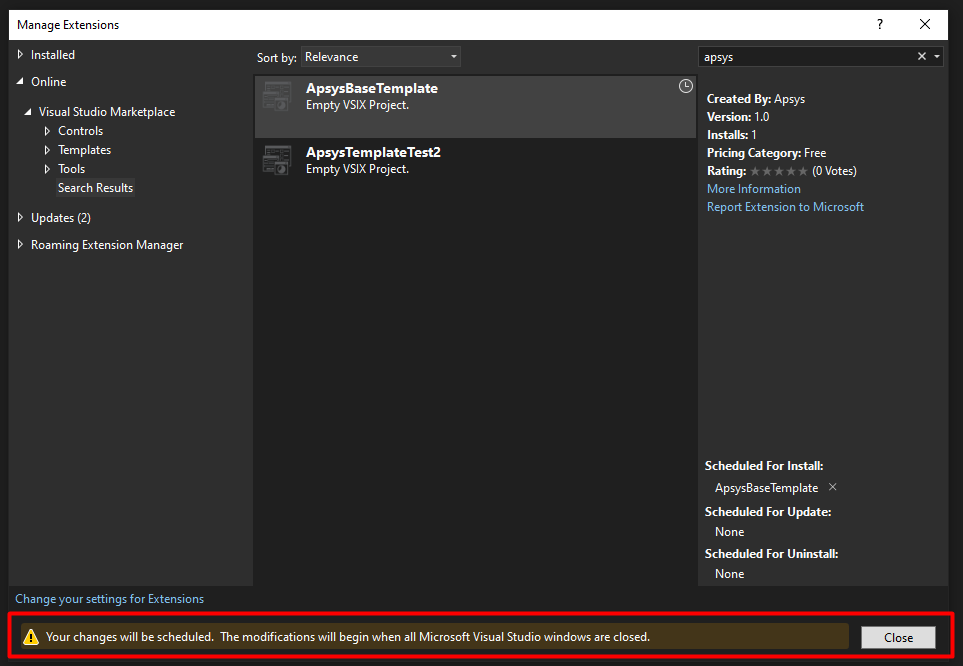 Manage Extensions
?
Installed
Online
Visual Studio Marketplace
Controls
Templates
Tools
Search Results
Updates (2)
Roaming Extension Manager
Sort by: Relevance
ApsysBaseTemplate
Empty VSIX Project.
ApsysTemplateTest2
Empty VSIX Project.
apsys
Created By: Apsys
Version: 1.0
Installs: 1
Pricing Category: Free
Rating: (0 Votes)
More Information
Report Extension to Microsoft
Scheduled For Install:
ApsysBaseTemplate
Scheduled For Update:
None
Scheduled For Uninstall:
None
Change your settings for Extensions
Your changes will be scheduled. The modifications will begin when all Microsoft Visual Studio windows are closed.
Close